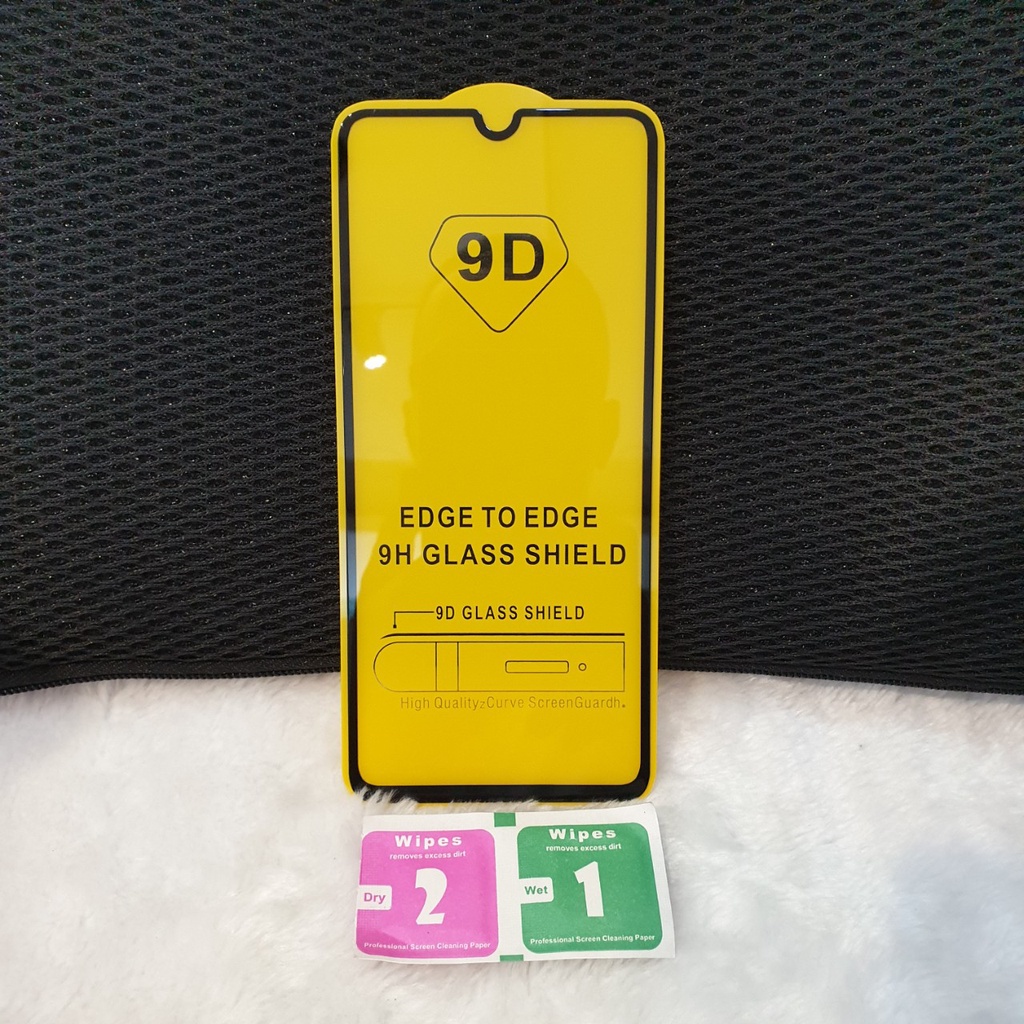 9D
EDGE TO EDGE
9H GLASS SHIELD
9D GLASS SHIELD
High QualityzCurve ScreenGuardh.
Wipes
removes excess dirt
Dry
2
Professional Screen Cleaning Paper
Wipes
removes excess dirt
Wet
1
Professional Screen Cleaning Paper